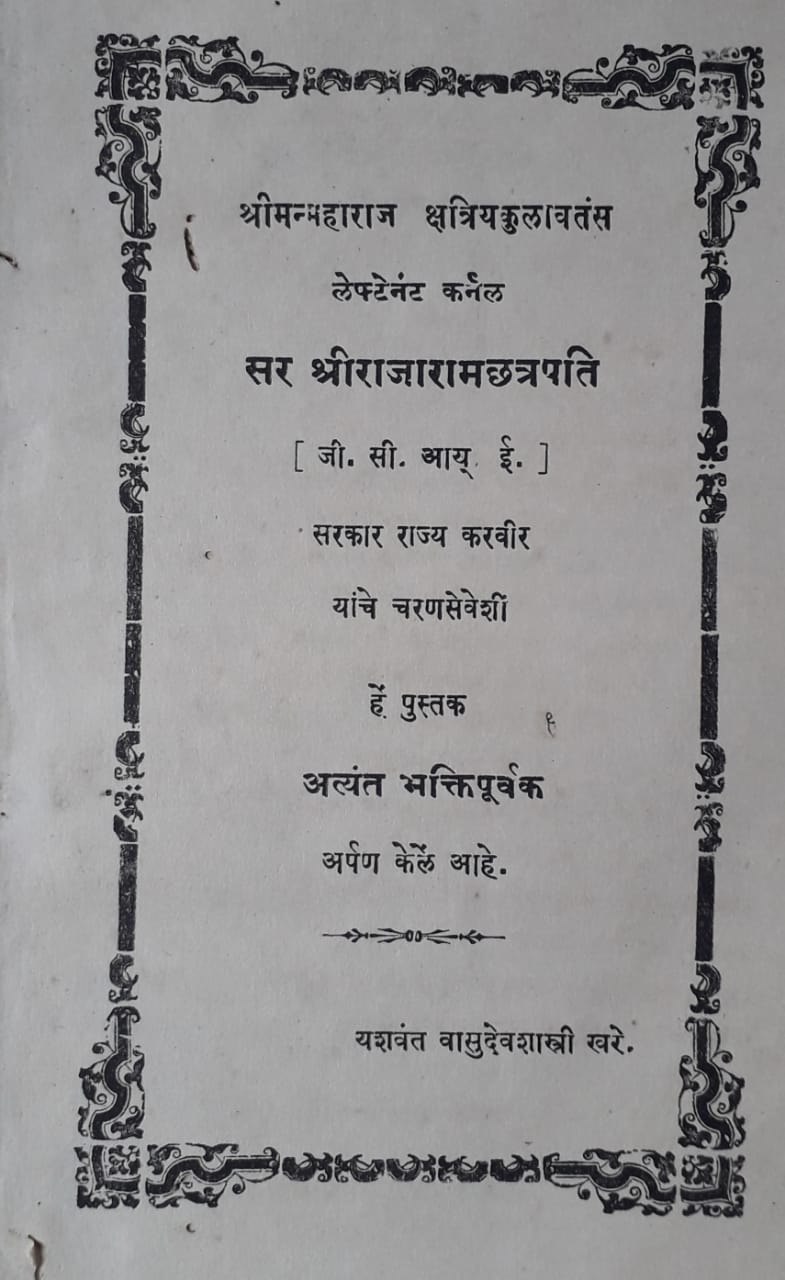 श्रीमन्महाराज क्षत्रियकुलावतंस
लेफ्टेनंट कर्नल
सर श्रीराजारामछत्रपति
[ जी. सी. आय्. ई. ]
सरकार राज्य करवीर
यांचे चरणसेवेशीं
हें पुस्तक
अत्यंत भक्तिपूर्वक
अर्पण केलें आहे.
यशवंत वासुदेवशास्त्री खरे.